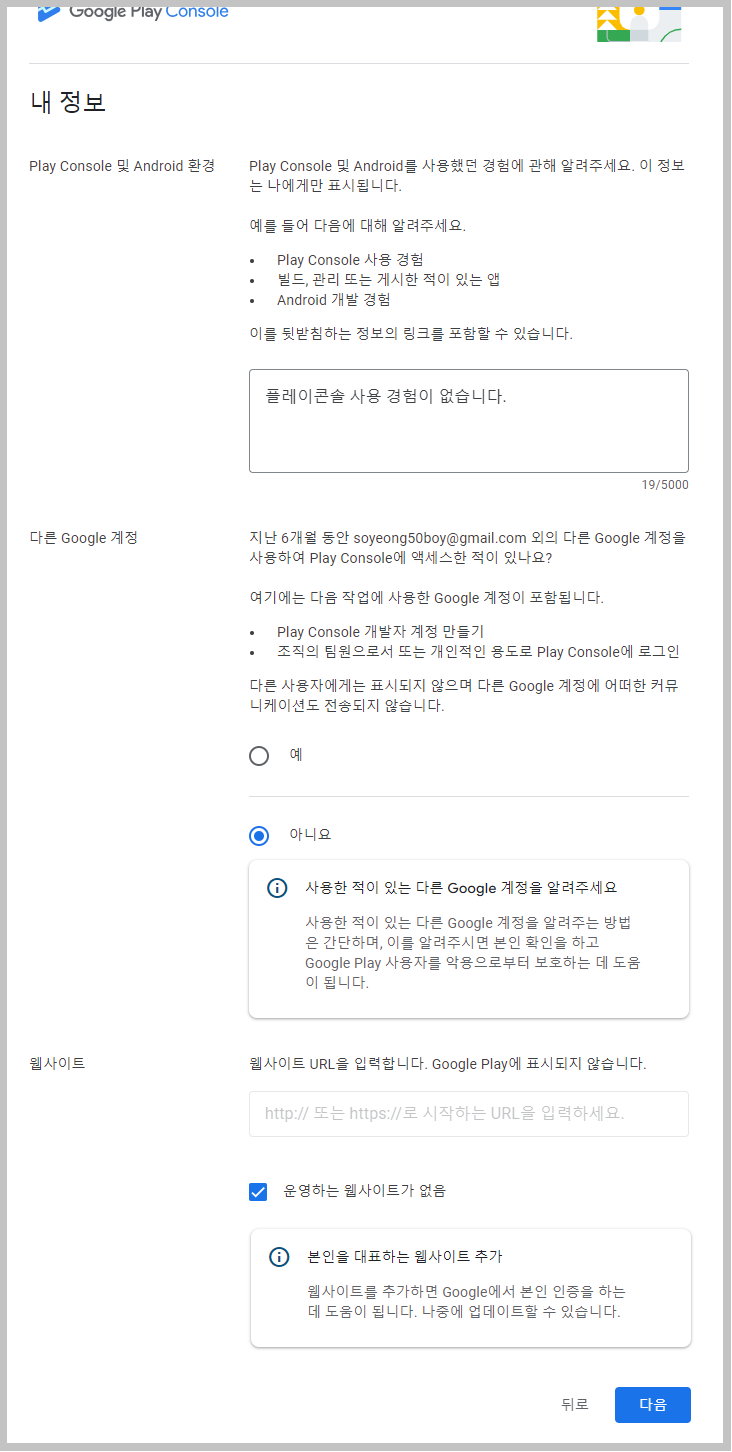 Google Play Console
내 정보
Play Console 및 Android 환경
Play Console 및 Android를 사용했던 경험에 관해 알려주세요. 이 정보
는 나에게만 표시됩니다.
예를 들어 다음에 대해 알려주세요.
• Play Console 사용 경험
• 빌드, 관리 또는 게시한 적이 있는 앱
• Android 개발 경험
이를 뒷받침하는 정보의 링크를 포함할 수 있습니다.
플레이콘솔 사용 경험이 없습니다.
19/5000
다른 Google 계정
지난 6개월 동안 soyeong50boy@gmail.com 외의 다른 Google 계정을
사용하여 Play Console에 액세스한 적이 있나요?
여기에는 다음 작업에 사용한 Google 계정이 포함됩니다.
• Play Console 개발자 계정 만들기
• 조직의 팀원으로서 또는 개인적인 용도로 Play Console에 로그인
다른 사용자에게는 표시되지 않으며 다른 Google 계정에 어떠한 커뮤
니케이션도 전송되지 않습니다.
예
아니요
사용한 적이 있는 다른 Google 계정을 알려주세요
사용한 적이 있는 다른 Google 계정을 알려주는 방법
은 간단하며, 이를 알려주시면 본인 확인을 하고
Google Play 사용자를 악용으로부터 보호하는 데 도움
이 됩니다.
웹사이트
웹사이트 URL을 입력합니다. Google Play에 표시되지 않습니다.
http:// 또는 https://로 시작하는 URL을 입력하세요.
운영하는 웹사이트가 없음
본인을 대표하는 웹사이트 추가
웹사이트를 추가하면 Google에서 본인 인증을 하는
데 도움이 됩니다. 나중에 업데이트할 수 있습니다.
뒤로
다음